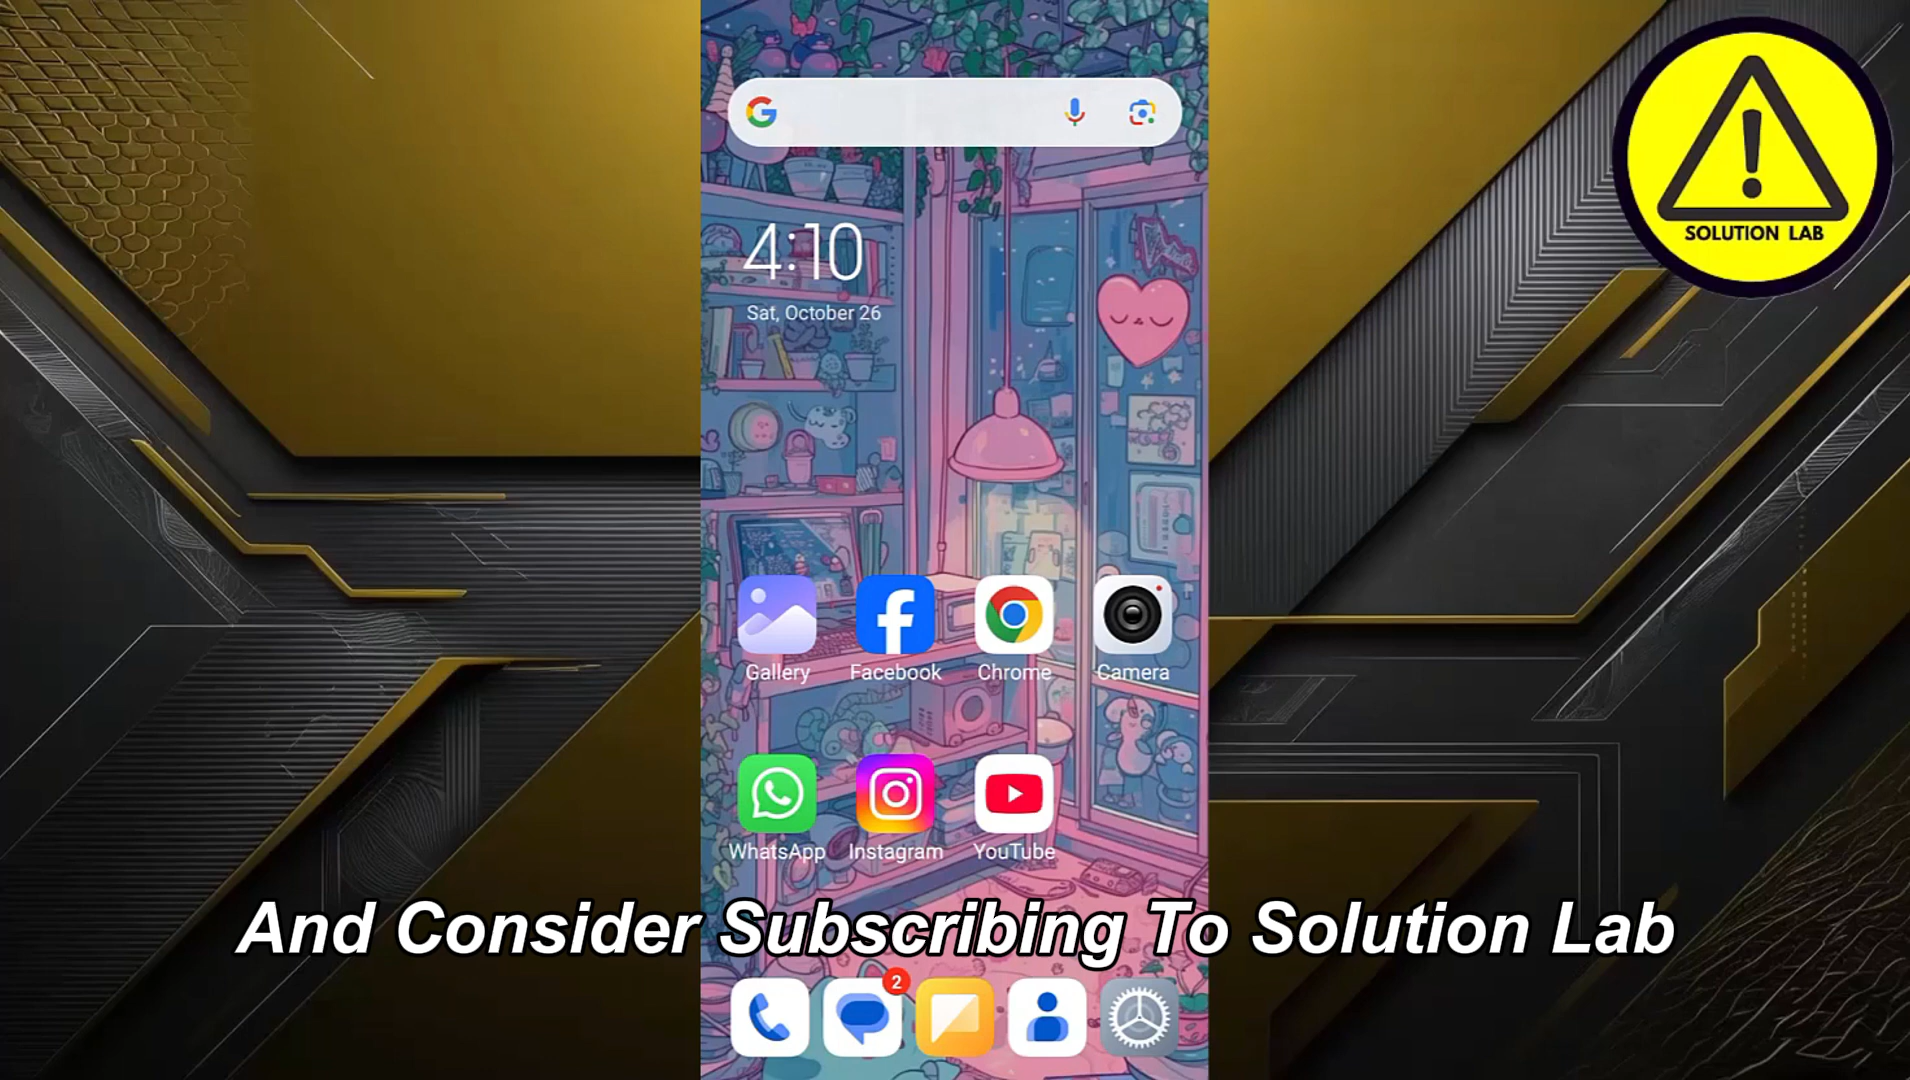 SOLUTION LAB
4:10
Sat, October 26
Gallery
Facebook
Chrome
Camera
WhatsApp
Instagram
YouTube
And Consider Subscribing To Solution Lab
2